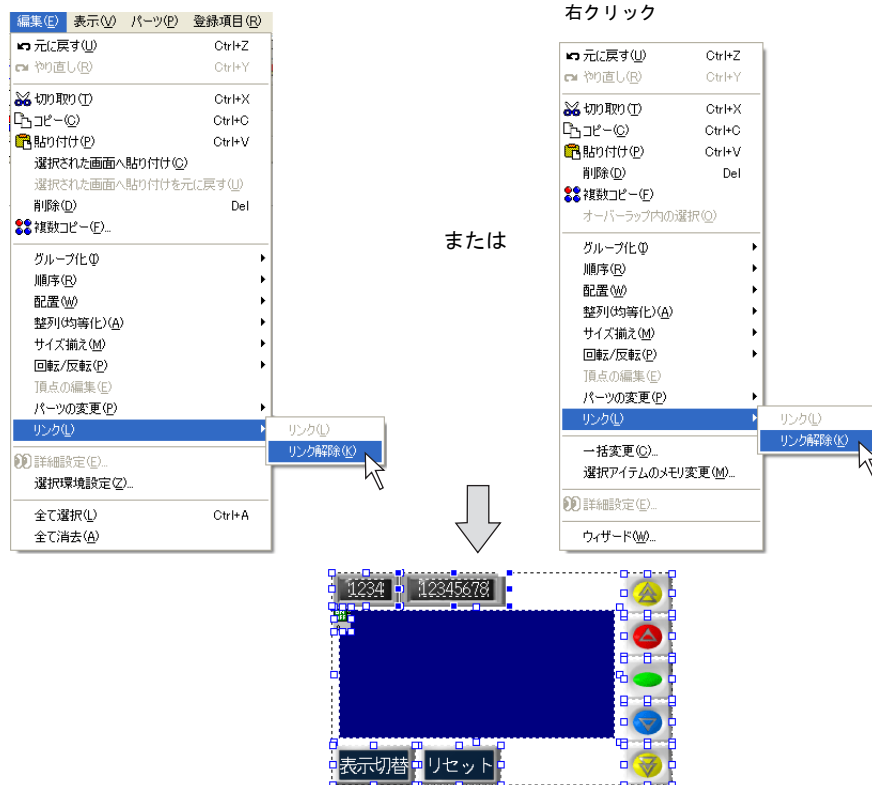 編集(E) 表示(V) パーツ(P) 登録項目(R)
元に戻す(U) Ctrl+Z
やり直し(R) Ctrl+Y
切り取り(T) Ctrl+X
コピー(C) Ctrl+C
貼り付け(P) Ctrl+V
選択された画面へ貼り付け(C)
選択された画面へ貼り付けを元に戻す(U)
削除(D) Del
複数コピー(F)...
グループ化(I)
順序(R)
配置(W)
整列(均等化)(A)
サイズ揃え(M)
回転/反転(P)
頂点の編集(E)
パーツの変更(P)
リンク(L)
リンク(L)
リンク解除(K)
詳細設定(E)...
選択環境設定(Z)...
全て選択(L) Ctrl+A
全て消去(A)
または
右クリック
元に戻す(U) Ctrl+Z
やり直し(R) Ctrl+Y
切り取り(T) Ctrl+X
コピー(C) Ctrl+C
貼り付け(P) Ctrl+V
削除(D) Del
複数コピー(F)
オーバーラップ内の選択(O)
グループ化(I)
順序(R)
配置(W)
整列(均等化)(A)
サイズ揃え(M)
回転/反転(P)
頂点の編集(E)
パーツの変更(P)
リンク(L)
リンク(L)
リンク解除(K)
一括変更(C)...
選択アイテムのメモリ変更(M)...
詳細設定(E)...
ウィザード(W)...
1234 12345678
表示切替 リセット